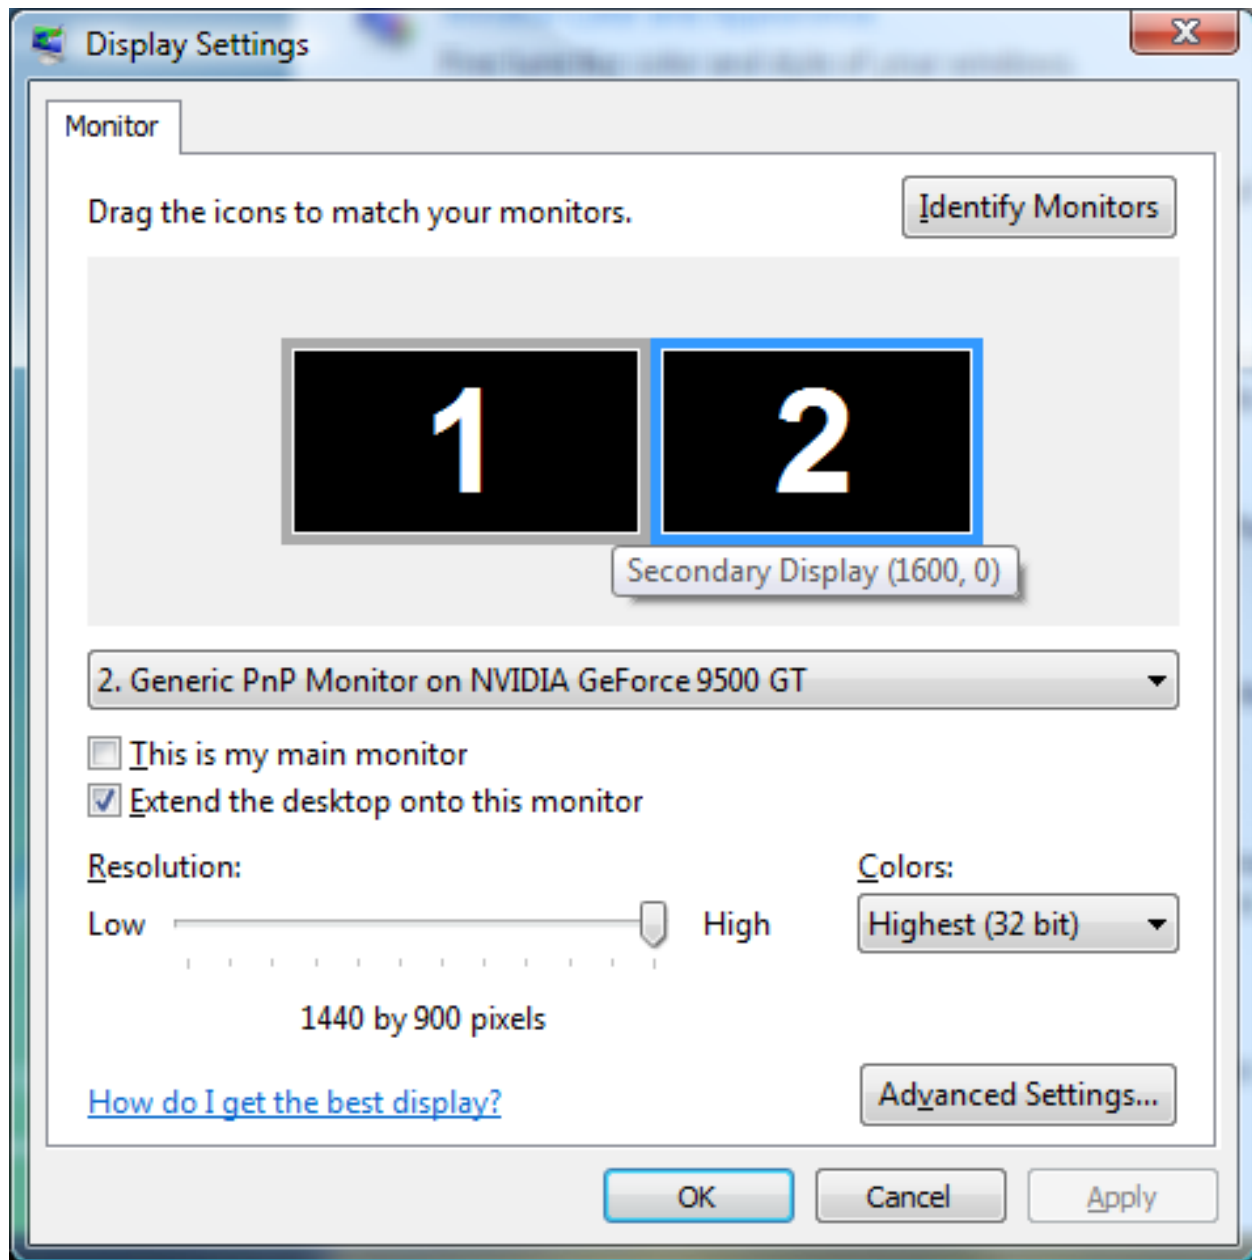 Display Settings
Monitor
Drag the icons to match your monitors.
Identify Monitors
1
2
Secondary Display (1600, 0)
2. Generic PnP Monitor on NVIDIA GeForce 9500 GT
This is my main monitor
Extend the desktop onto this monitor
Resolution:
Colors:
Low
High
Highest (32 bit)
1440 by 900 pixels
How do I get the best display?
Advanced Settings...
OK
Cancel
Apply